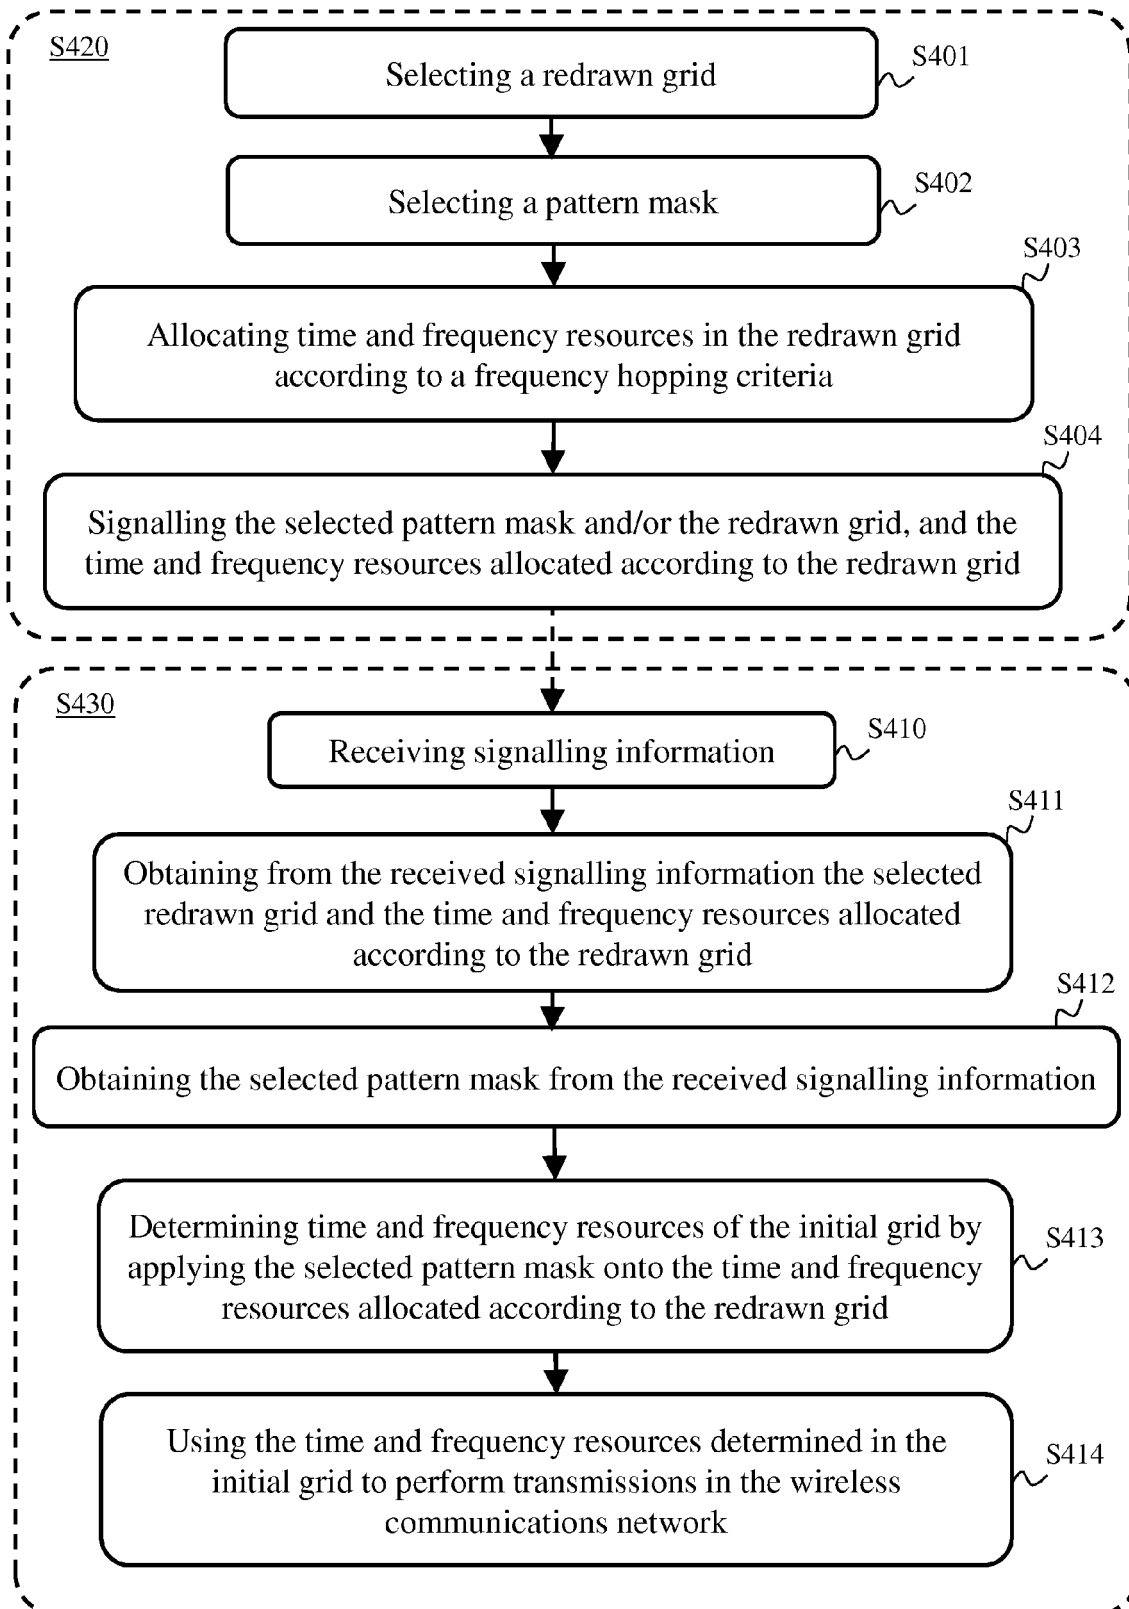 S420
Selecting a redrawn grid
S401
Selecting a pattern mask
S402
S403
Allocating time and frequency resources in the redrawn grid
according to a frequency hopping criteria
S404
Signalling the selected pattern mask and/or the redrawn grid, and the
time and frequency resources allocated according to the redrawn grid
S430
Receiving signalling information
S410
S411
Obtaining from the received signalling information the selected
redrawn grid and the time and frequency resources allocated
according to the redrawn grid
S412
Obtaining the selected pattern mask from the received signalling information
Determining time and frequency resources of the initial grid by
applying the selected pattern mask onto the time and frequency
resources allocated according to the redrawn grid
S413
Using the time and frequency resources determined in the
initial grid to perform transmissions in the wireless
communications network
S414